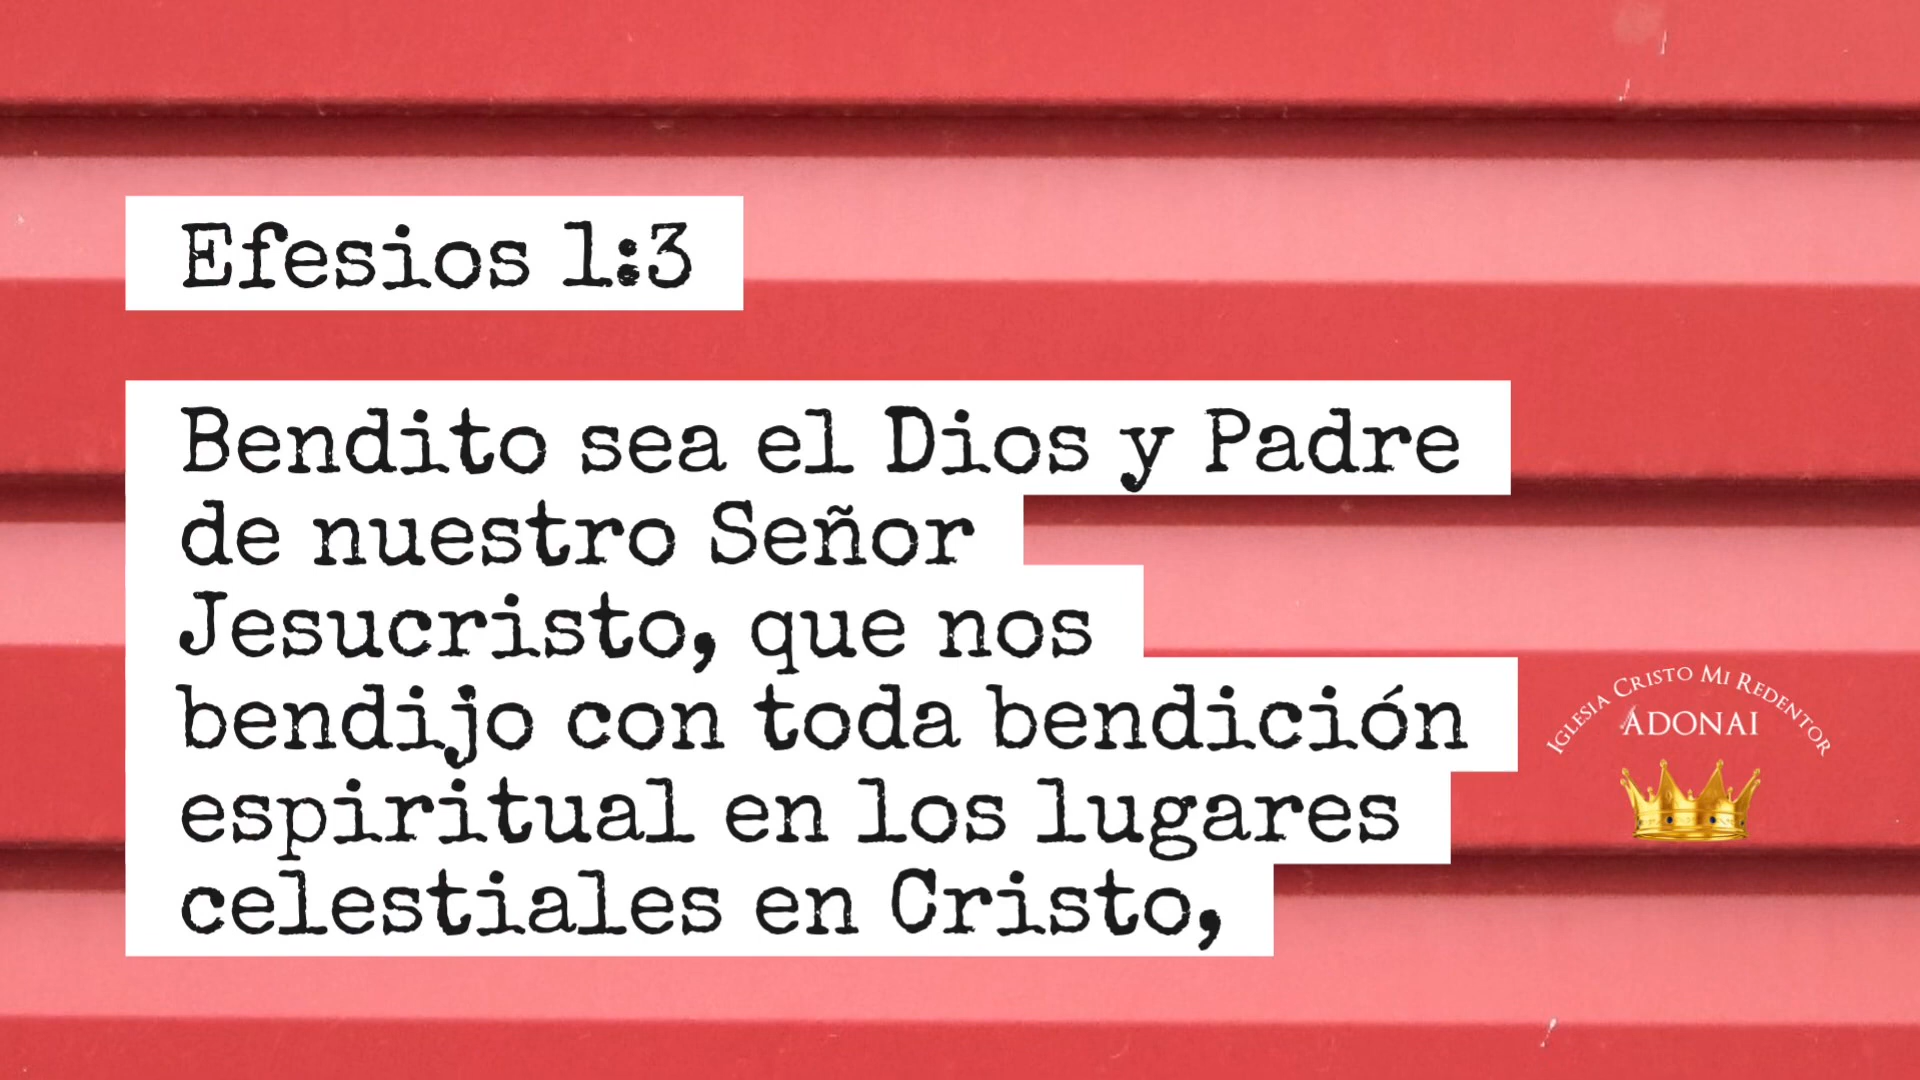 Efesios 1:3
Bendito sea el Dios y Padre
de nuestro Señor
Jesucristo, que nos
bendijo con toda bendición
espiritual en los lugares
celestiales en Cristo,
IGLESIA CRISTO MI REDENTOR
ADONAI